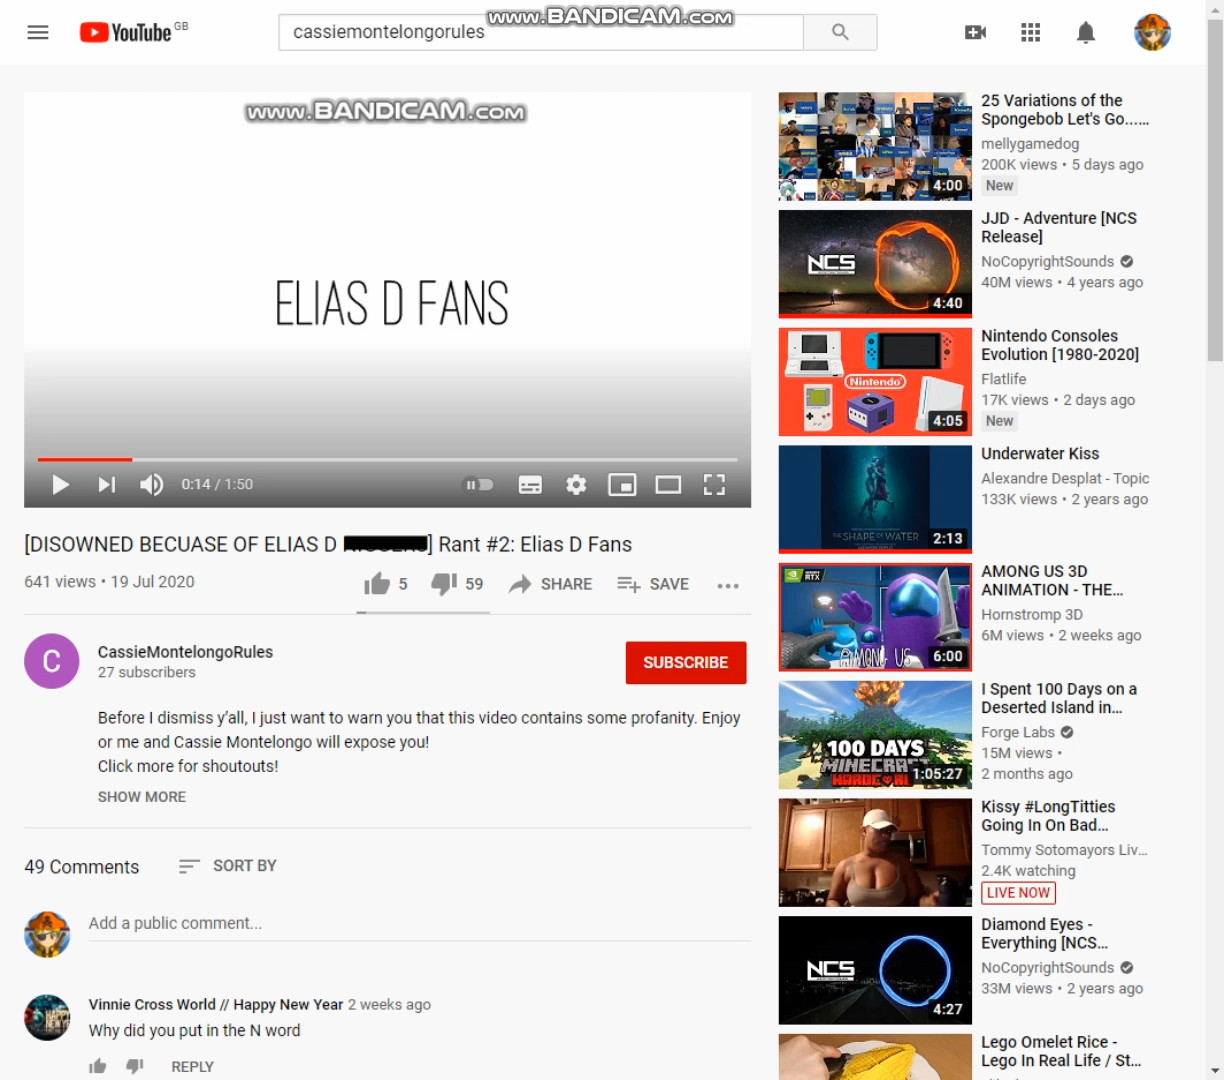 www.BANDICAM.com
YouTube GB
cassiemontelongorules
www.BANDICAM.com
ELIAS D FANS
0:14 / 1:50
[DISOWNED BECUASE OF ELIAS D ] Rant #2: Elias D Fans
641 views • 19 Jul 2020
5
59
SHARE
SAVE
C
CassieMontelongoRules
27 subscribers
SUBSCRIBE
Before I dismiss y’all, I just want to warn you that this video contains some profanity. Enjoy
or me and Cassie Montelongo will expose you!
Click more for shoutouts!
SHOW MORE
49 Comments
SORT BY
Add a public comment...
Vinnie Cross World // Happy New Year 2 weeks ago
Why did you put in the N word
REPLY
4:00
25 Variations of the
Spongebob Let's Go......
mellygamedog
200K views • 5 days ago
New
NCS
4:40
JJD - Adventure [NCS
Release]
NoCopyrightSounds
40M views • 4 years ago
Nintendo
4:05
Nintendo Consoles
Evolution [1980-2020]
Flatlife
17K views • 2 days ago
New
THE SHAPE OF WATER
2:13
Underwater Kiss
Alexandre Desplat - Topic
133K views • 2 years ago
RTX
AMONG US
6:00
AMONG US 3D
ANIMATION - THE...
Hornstromp 3D
6M views • 2 weeks ago
100 DAYS
MINECRAFT
1:05:27
I Spent 100 Days on a
Deserted Island in...
Forge Labs
15M views •
2 months ago
Kissy #LongTitties
Going In On Bad...
Tommy Sotomayors Liv...
2.4K watching
LIVE NOW
NCS
4:27
Diamond Eyes -
Everything [NCS...
NoCopyrightSounds
33M views • 2 years ago
Lego Omelet Rice -
Lego In Real Life / St...